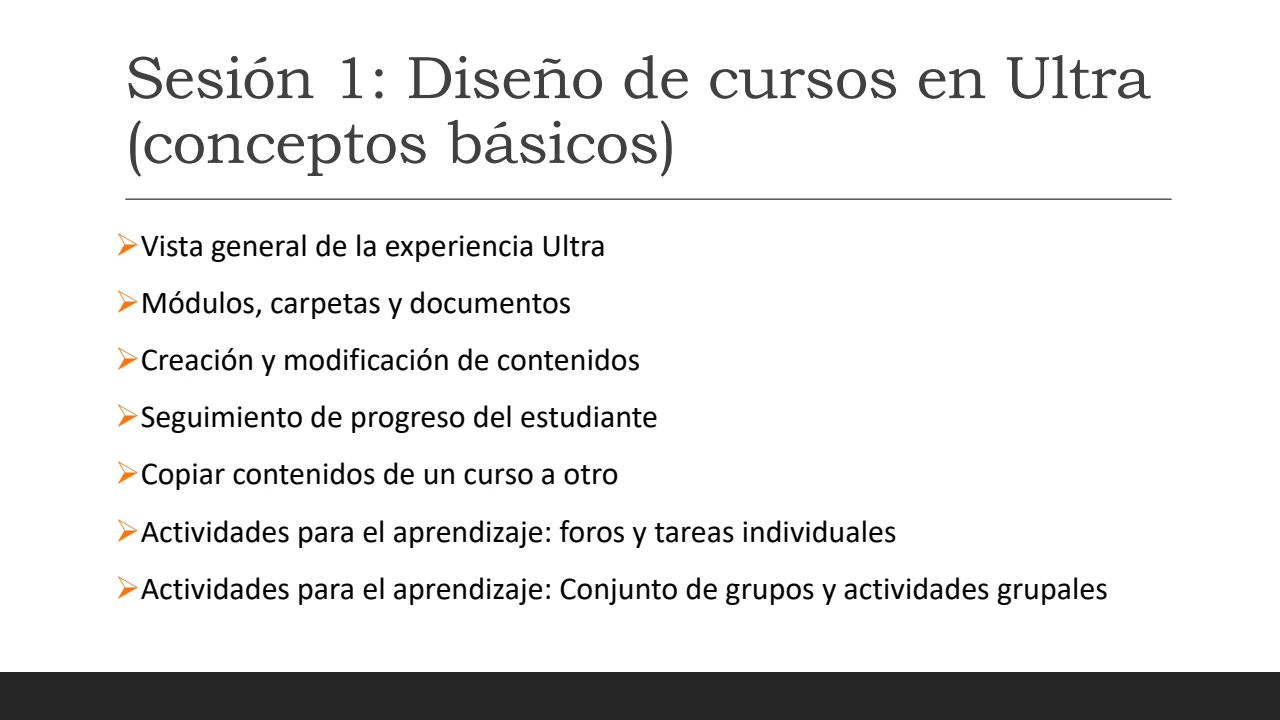 Sesión 1: Diseño de cursos en Ultra
(conceptos básicos)
Vista general de la experiencia Ultra
Módulos, carpetas y documentos
Creación y modificación de contenidos
Seguimiento de progreso del estudiante
Copiar contenidos de un curso a otro
Actividades para el aprendizaje: foros y tareas individuales
Actividades para el aprendizaje: Conjunto de grupos y actividades grupales